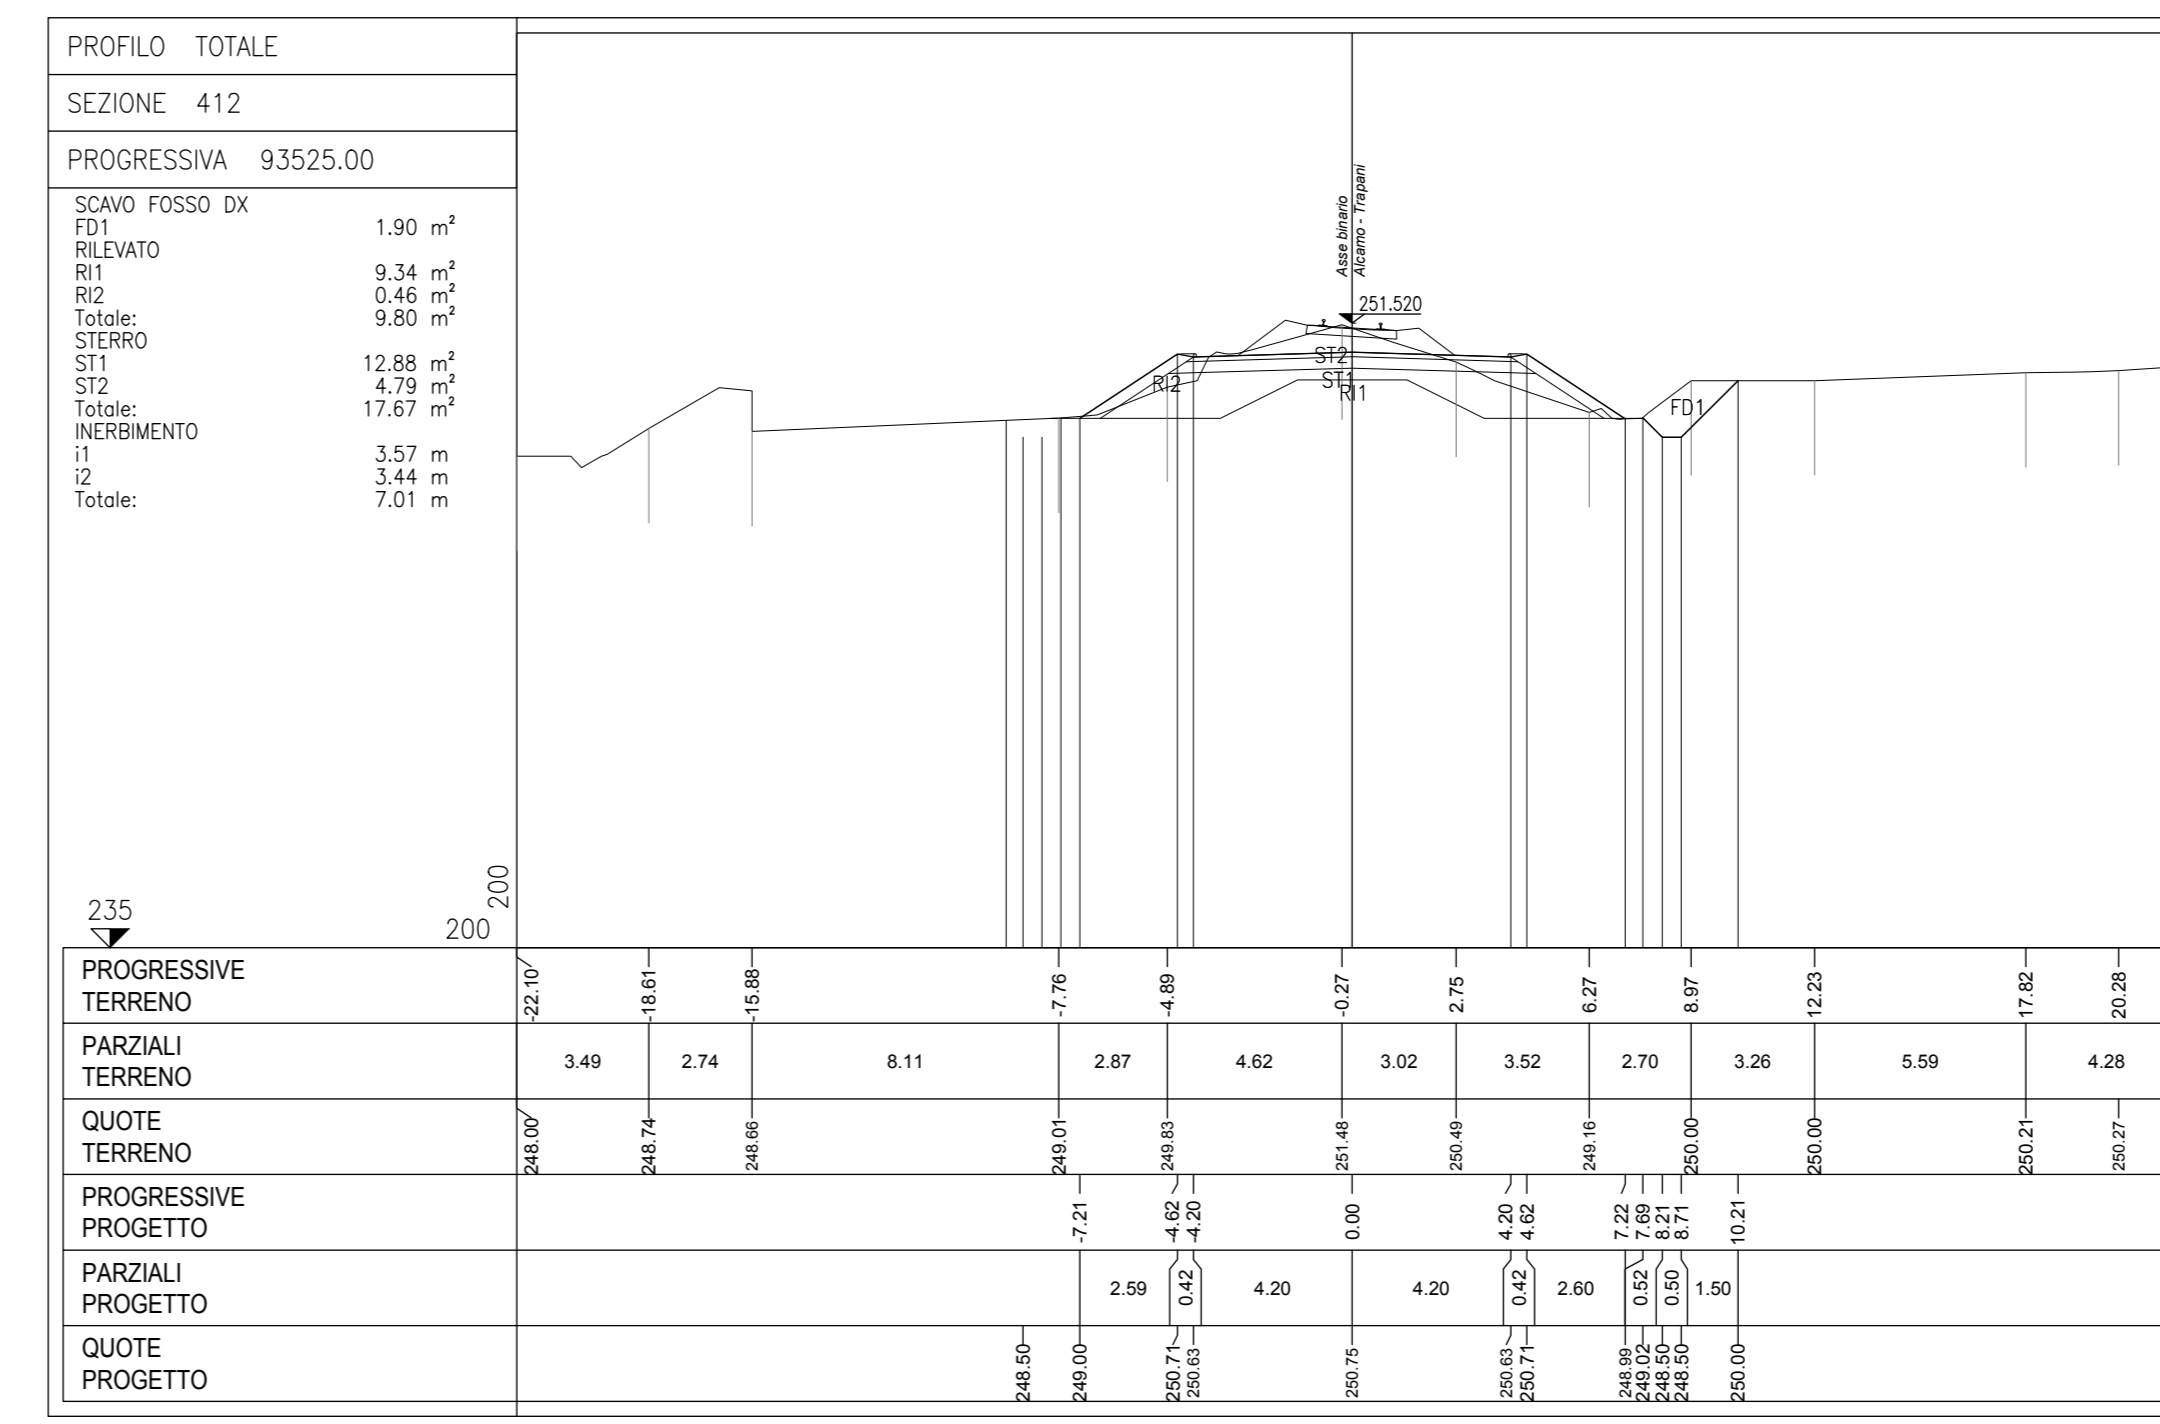 PROFILO TOTALE
SEZIONE 412
PROGRESSIVA 93525.00
SCAVO FOSSO DX
FD1 1.90 m²
RILEVATO
RI1 9.34 m²
RI2 0.46 m²
Totale: 9.80 m²
STERRO
ST1 12.88 m²
ST2 4.79 m²
Totale: 17.67 m²
INERBIMENTO
i1 3.57 m
i2 3.44 m
Totale: 7.01 m
Asse binario
Alcamo - Trapani
251.520
ST2
RI2
ST1
RI1
FD1
235
200
200
PROGRESSIVE
TERRENO
-22.10 -18.61 -15.88 -7.76 -4.89 -0.27 2.75 6.27 8.97 12.23 17.82 20.28
PARZIALI
TERRENO
3.49 2.74 8.11 2.87 4.62 3.02 3.52 2.70 3.26 5.59 4.28
QUOTE
TERRENO
248.00 248.74 248.66 249.01 249.83 251.48 250.49 249.16 250.00 250.00 250.21 250.27
PROGRESSIVE
PROGETTO
-7.21 -4.62 -4.20 0.00 4.20 4.62 7.22 7.69 8.21 8.71 10.21
PARZIALI
PROGETTO
2.59 0.42 4.20 4.20 0.42 2.60 0.52 0.50 1.50
QUOTE
PROGETTO
248.50 249.00 250.71 250.63 250.75 250.63 250.71 248.99 249.02 248.50 248.50 250.00